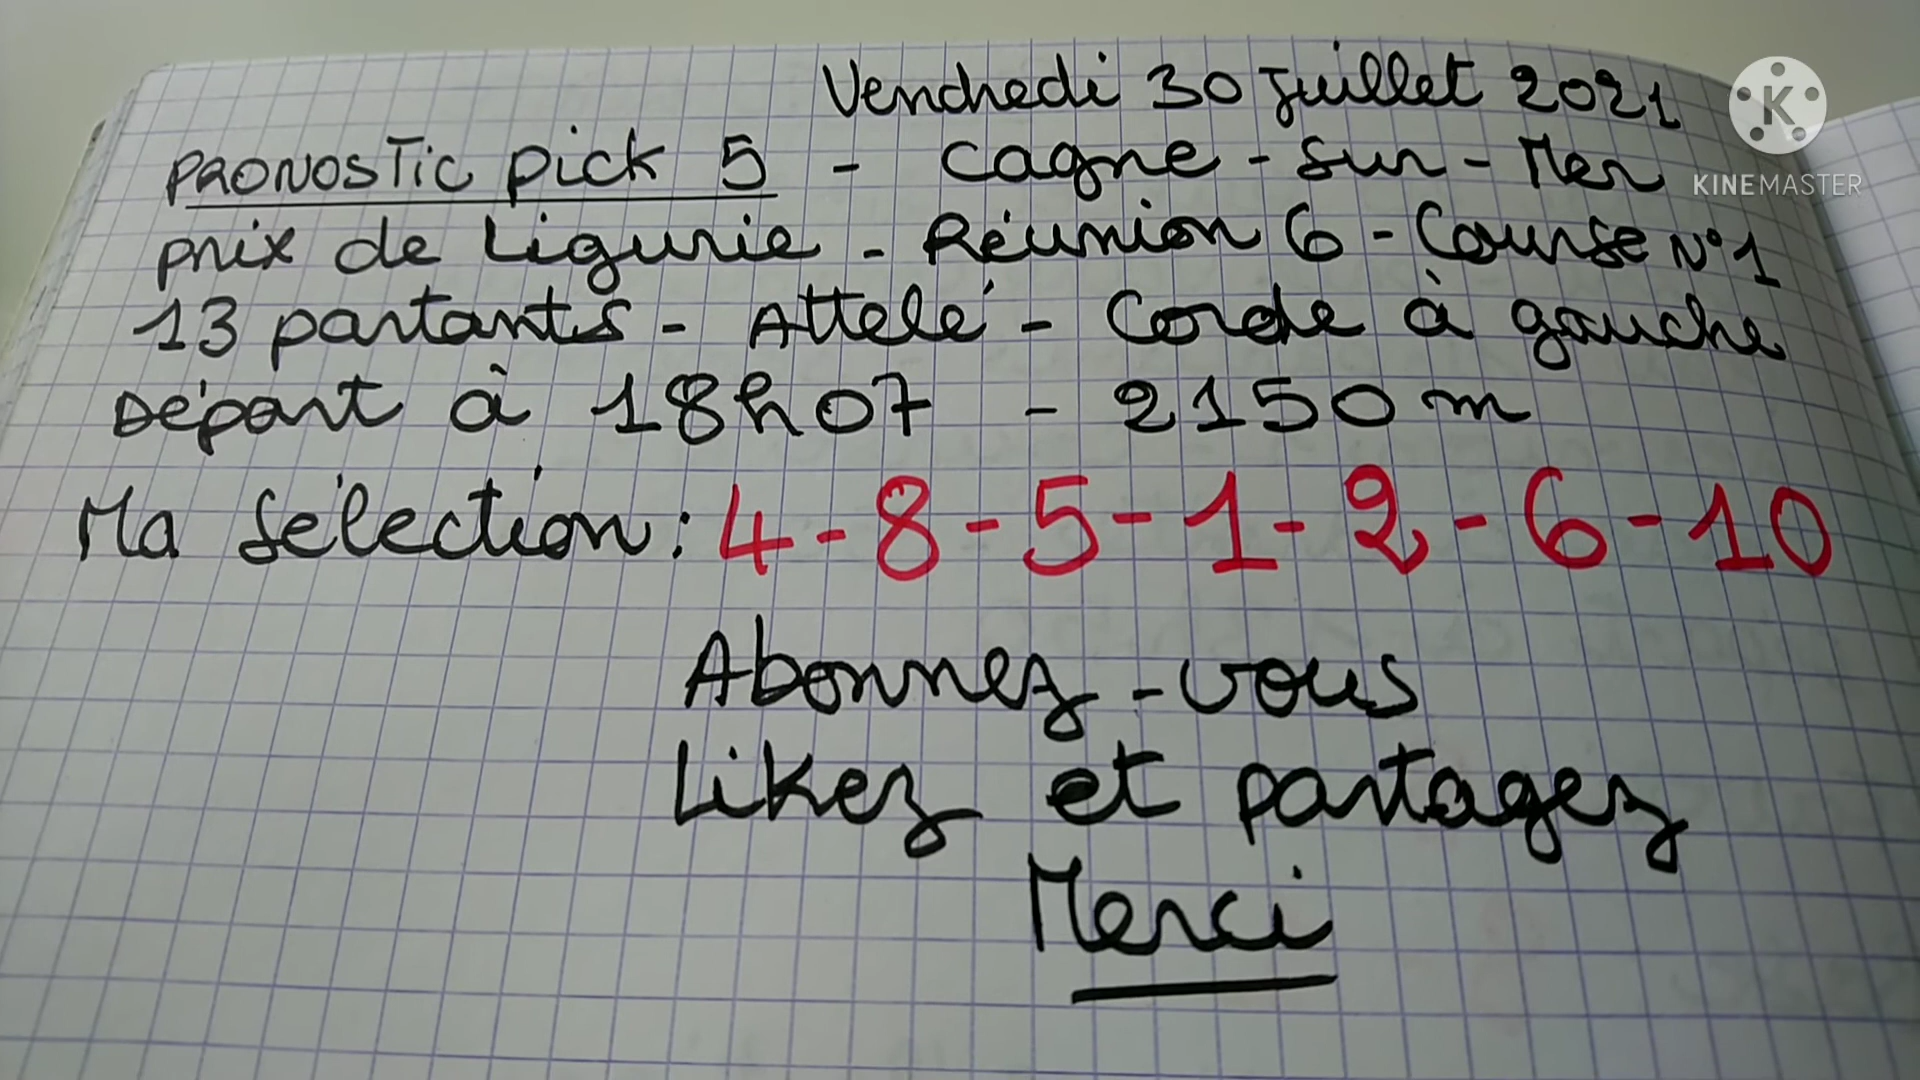 Vendredi 30 Juillet 2021
PRONOSTIC PICK 5 - Cagne - Sur - Mer
prix de Ligurie - Réunion 6 - Course N°1
13 partants - Attelé - Corde à gauche
Départ à 18h07 - 2150 m
Ma Sélection : 4 - 8 - 5 - 1 - 2 - 6 - 10
Abonnez - vous
Likez et partagez
Merci
K
KINEMASTER